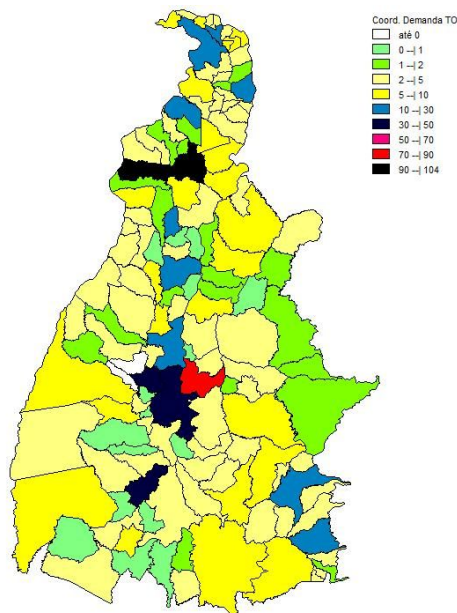 Coord. Demanda TO
até 0
0 --| 1
1 --| 2
2 --| 5
5 --| 10
10 --| 30
30 --| 50
50 --| 70
70 --| 90
90 --| 104